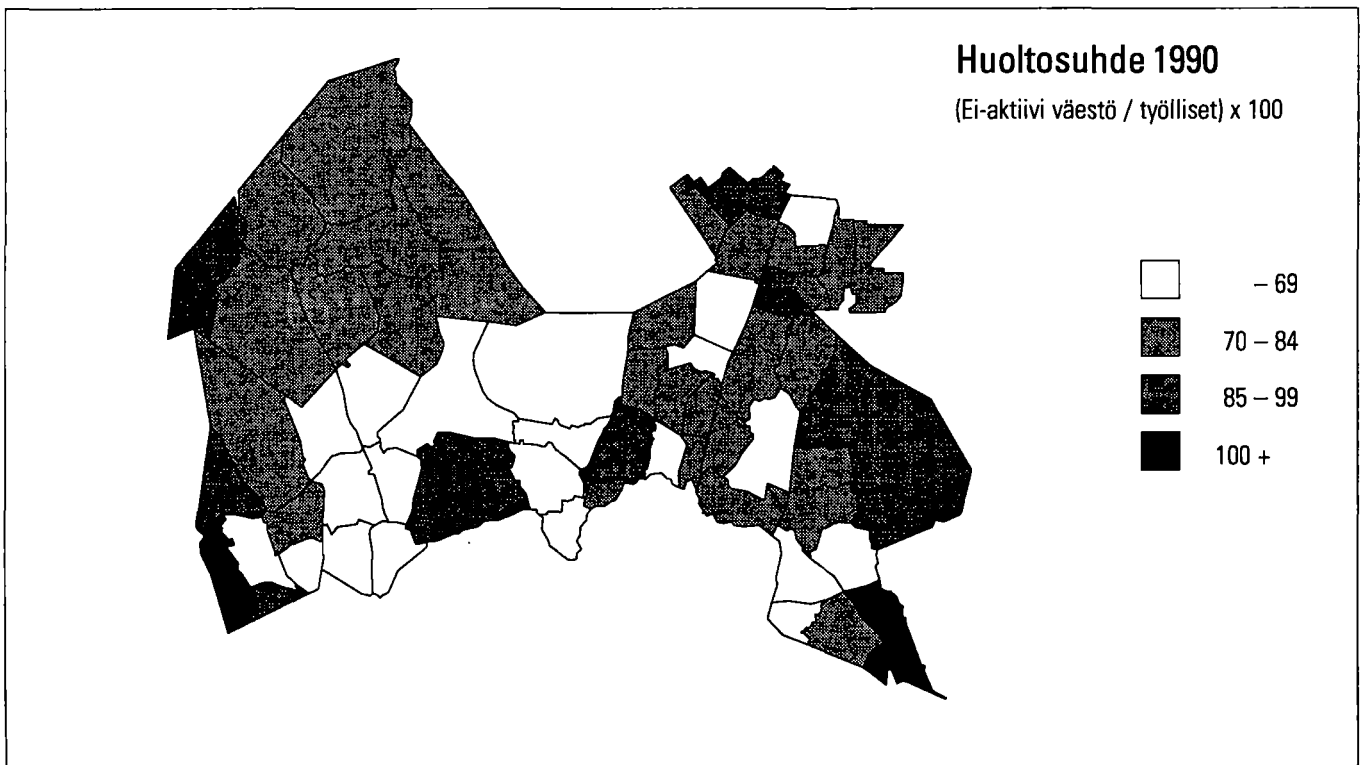 Huoltosuhde 1990
(Ei-aktiivi väestö / työlliset) x 100
– 69
70 – 84
85 – 99
100 +